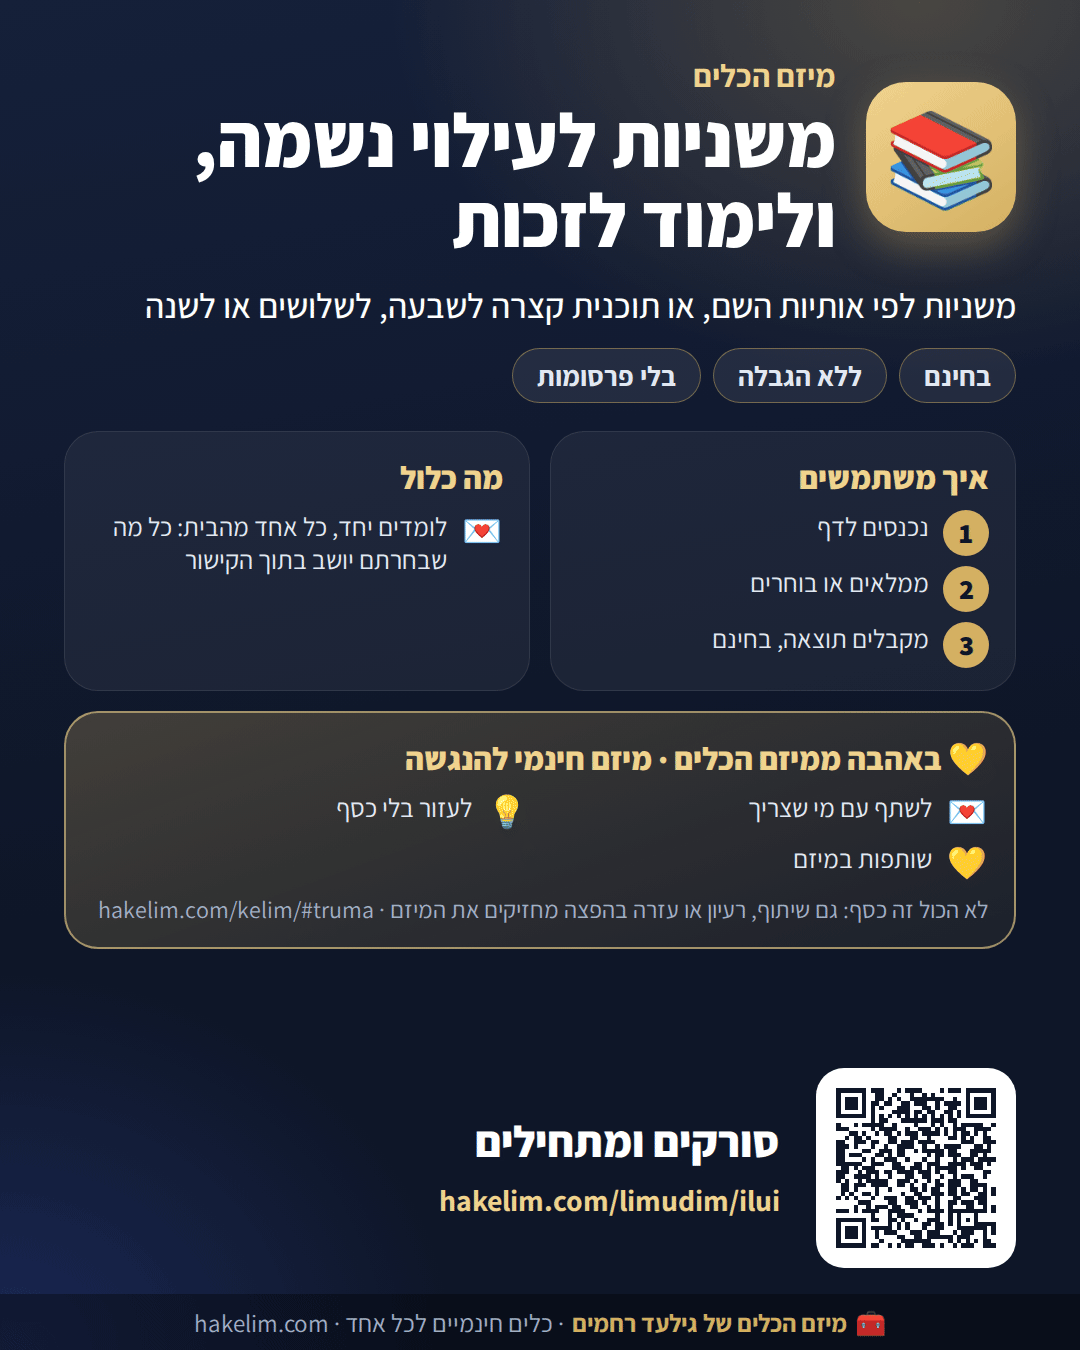 מיזם הכלים
משניות לעילוי נשמה,
ולימוד לזכות
משניות לפי אותיות השם, או תוכנית קצרה לשבעה, לשלושים או לשנה
בחינם
ללא הגבלה
בלי פרסומות
איך משתמשים
1 נכנסים לדף
2 ממלאים או בוחרים
3 מקבלים תוצאה, בחינם
מה כלול
לומדים יחד, כל אחד מהבית: כל מה
שבחרתם יושב בתוך הקישור
באהבה ממיזם הכלים · מיזם חינמי להנגשה
לשתף עם מי שצריך
לעזור בלי כסף
שותפות במיזם
לא הכול זה כסף: גם שיתוף, רעיון או עזרה בהפצה מחזיקים את המיזם · hakelim.com/kelim/#truma
סורקים ומתחילים
hakelim.com/limudim/ilui
מיזם הכלים של גילעד רחמים · כלים חינמיים לכל אחד · hakelim.com